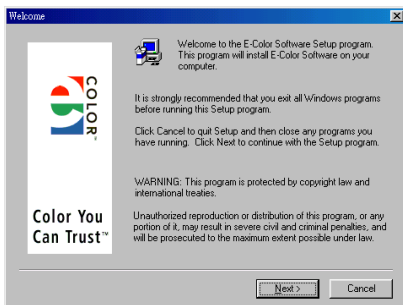 Welcome
Welcome to the E-Color Software Setup program.
This program will install E-Color Software on your
computer.
It is strongly recommended that you exit all Windows programs
before running this Setup program.
Click Cancel to quit Setup and then close any programs you
have running. Click Next to continue with the Setup program.
WARNING: This program is protected by copyright law and
international treaties.
Unauthorized reproduction or distribution of this program, or any
portion of it, may result in severe civil and criminal penalties, and
will be prosecuted to the maximum extent possible under law.
e
COLOR
Color You
Can Trust™
Next >
Cancel